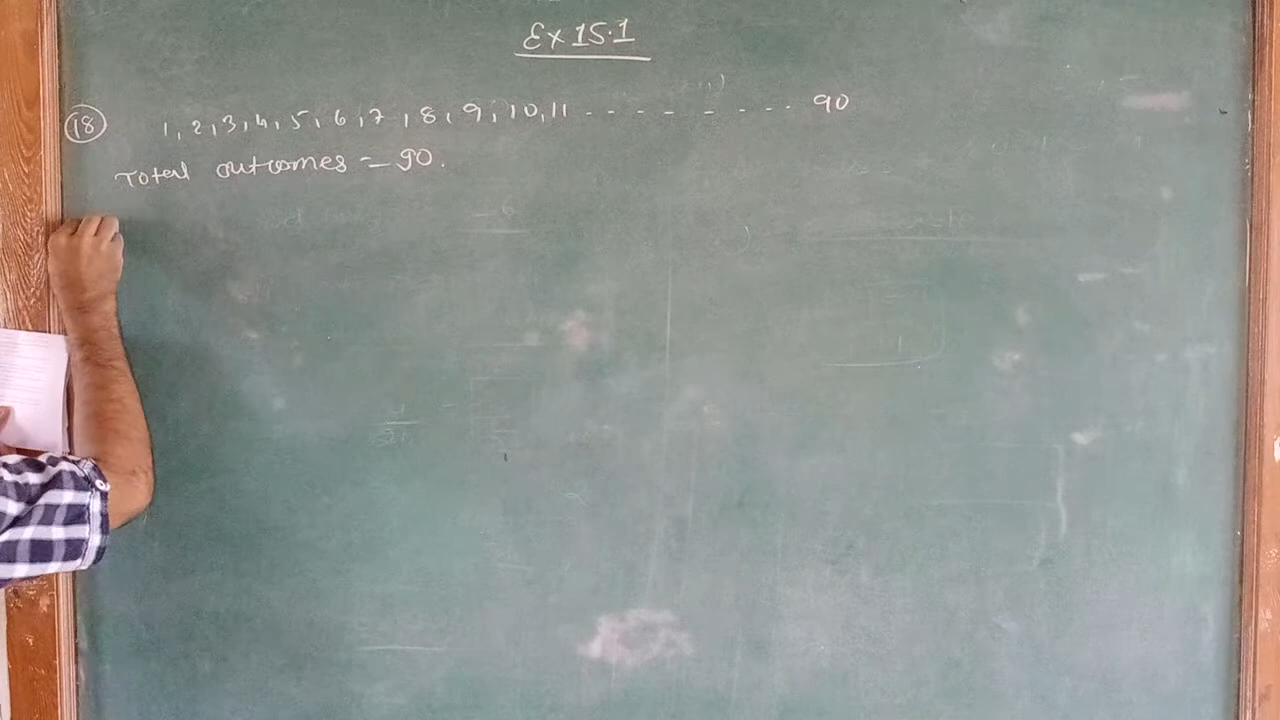 Ex 15.1
18 1, 2, 3, 4, 5, 6, 7, 8, 9, 10, 11 - - - - - - - - - 90
Total outcomes = 90.